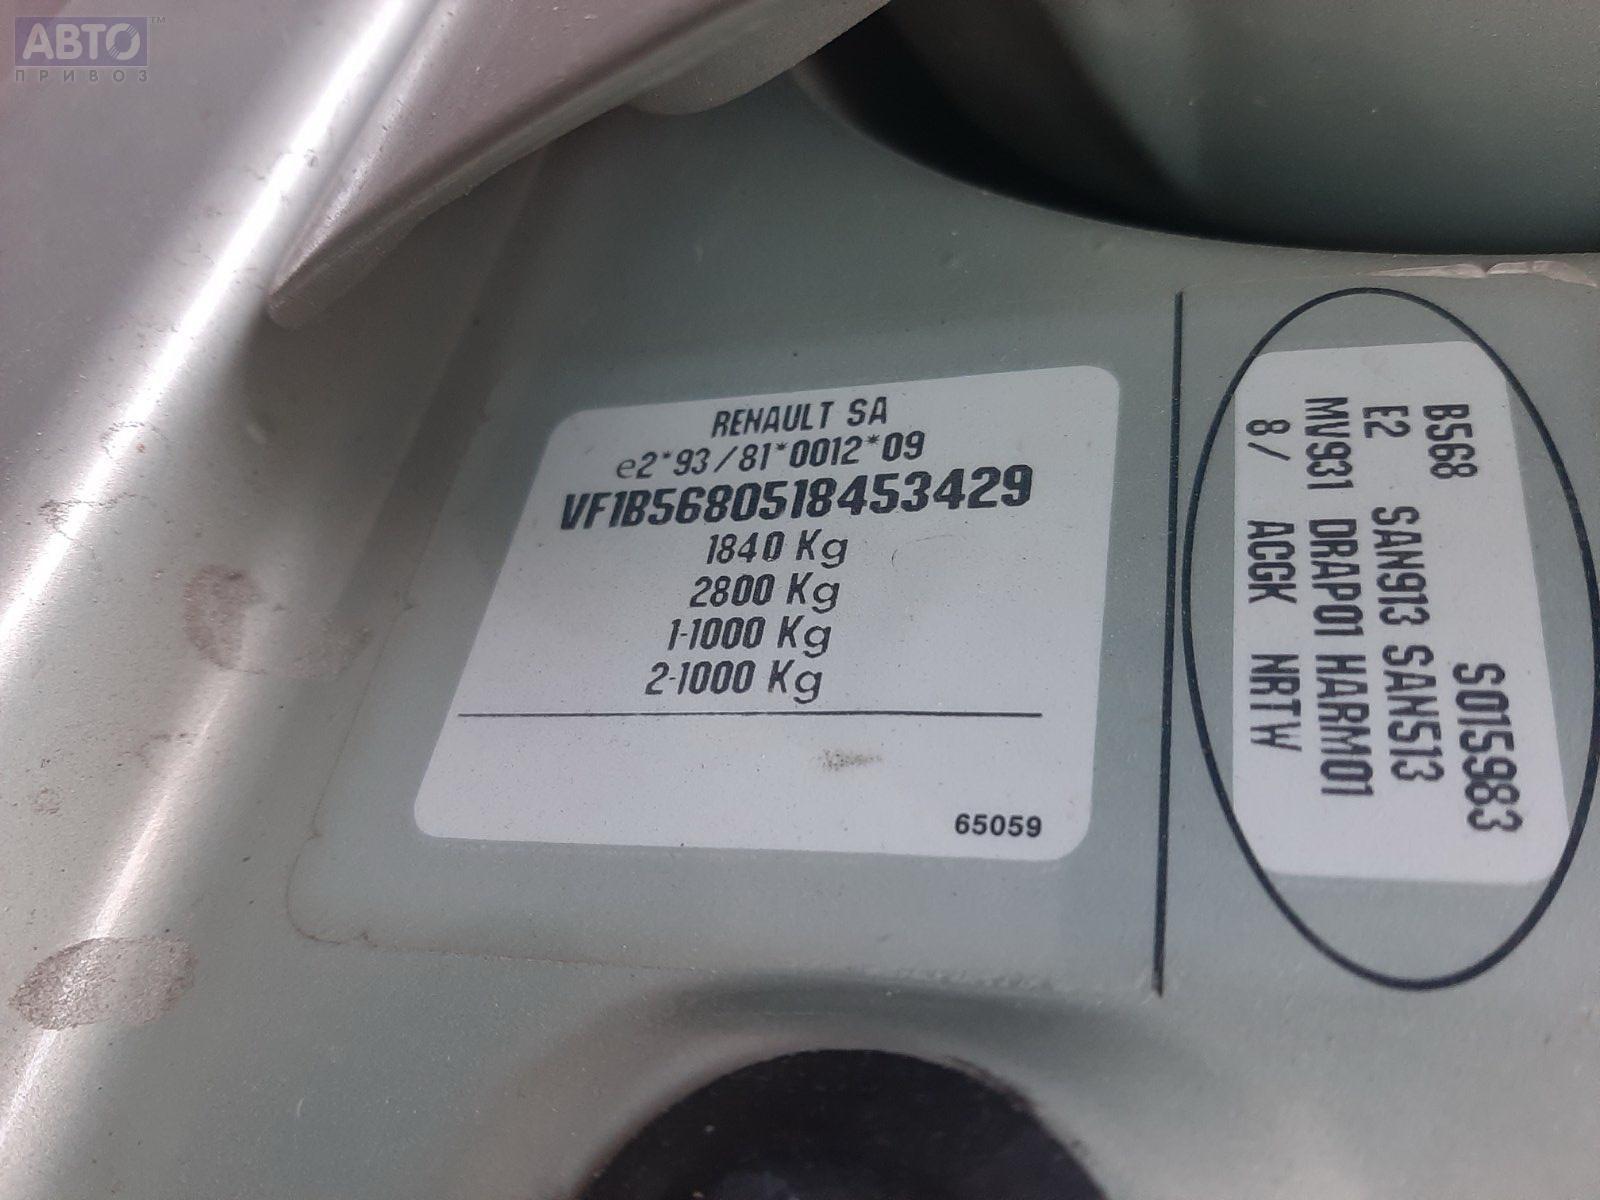 АВТО™
ПРИВОЗ
RENAULT SA
e2*93/81*0012*09
VF1B5680518453429
1840 Kg
2800 Kg
1-1000 Kg
2-1000 Kg
65059
B568 S015983
E2 SAN913 SAN513
MV931 DRAP01 HARM01
8/ ACGK NRTW